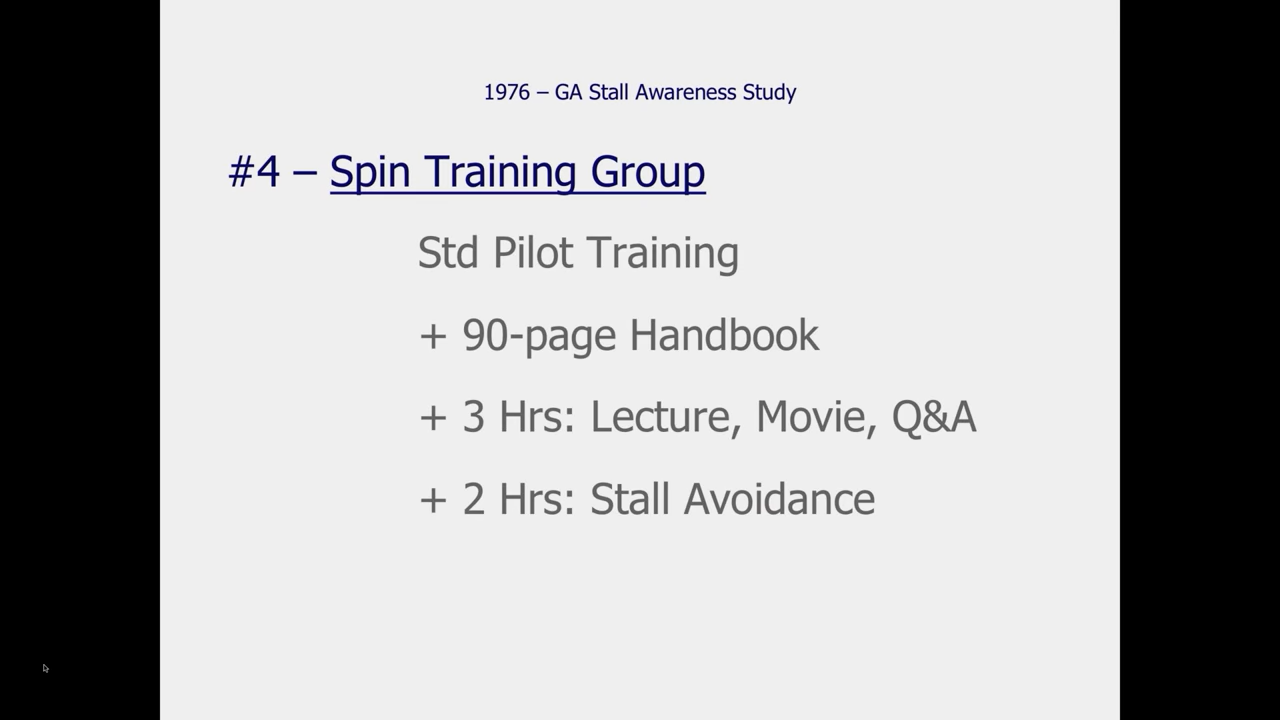 1976 – GA Stall Awareness Study
#4 – Spin Training Group
Std Pilot Training
+ 90-page Handbook
+ 3 Hrs: Lecture, Movie, Q&A
+ 2 Hrs: Stall Avoidance